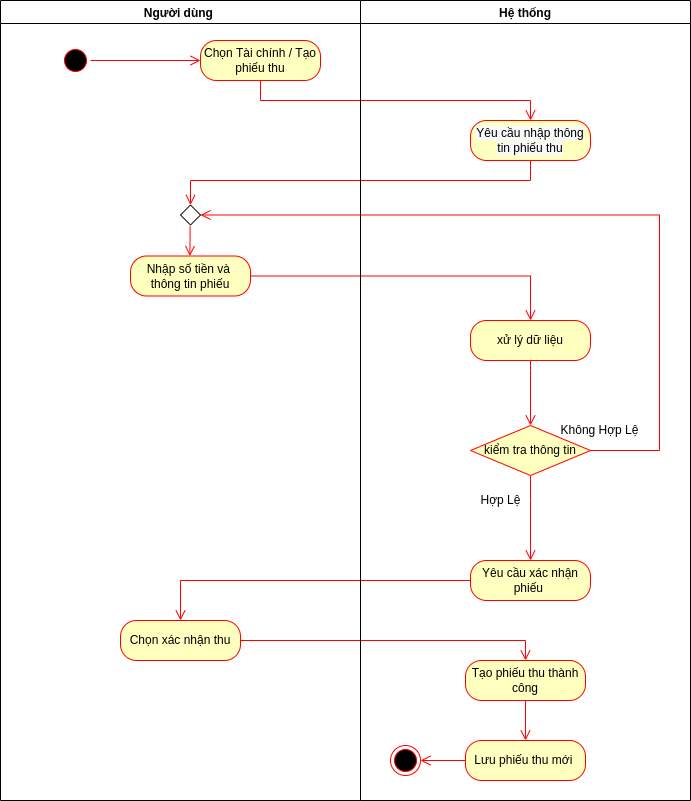 Người dùng
Hệ thống
Chọn Tài chính / Tạo
phiếu thu
Yêu cầu nhập thông
tin phiếu thu
Nhập số tiền và
thông tin phiếu
xử lý dữ liệu
Không Hợp Lệ
kiểm tra thông tin
Hợp Lệ
Yêu cầu xác nhận
phiếu
Chọn xác nhận thu
Tạo phiếu thu thành
công
Lưu phiếu thu mới